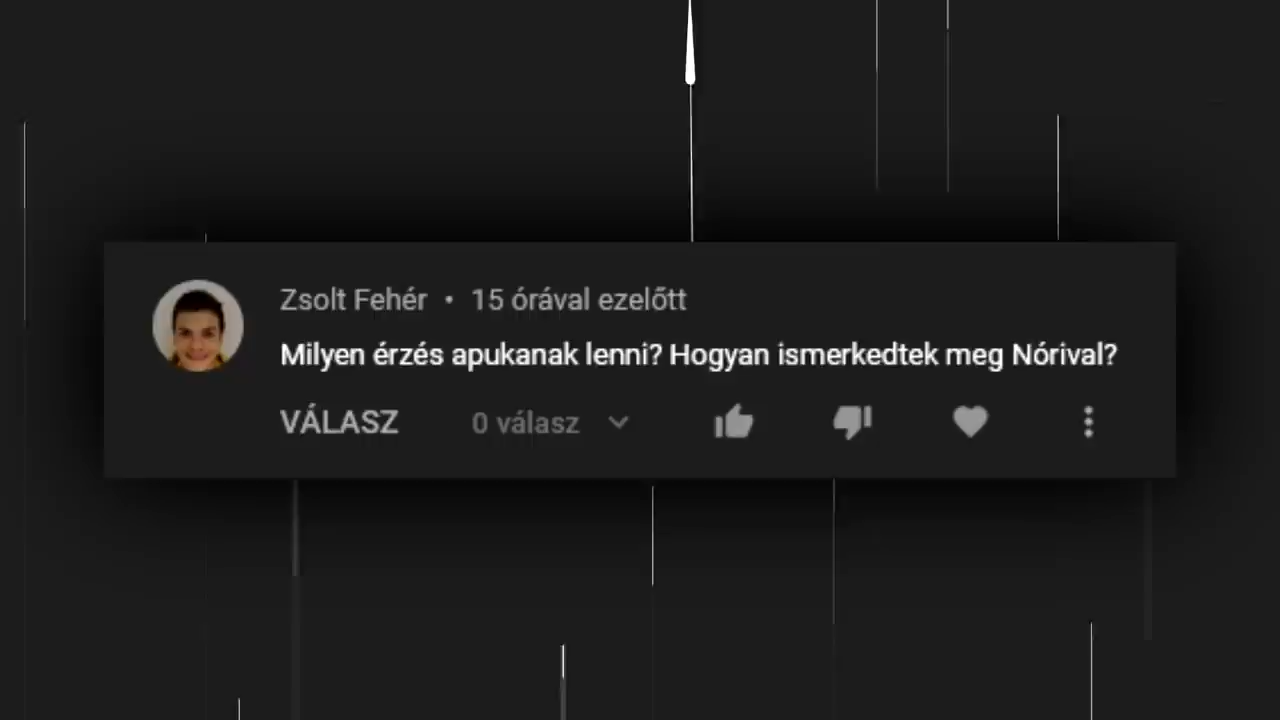 Zsolt Fehér • 15 órával ezelőtt
Milyen érzés apukanak lenni? Hogyan ismerkedtek meg Nórival?
VÁLASZ 0 válasz